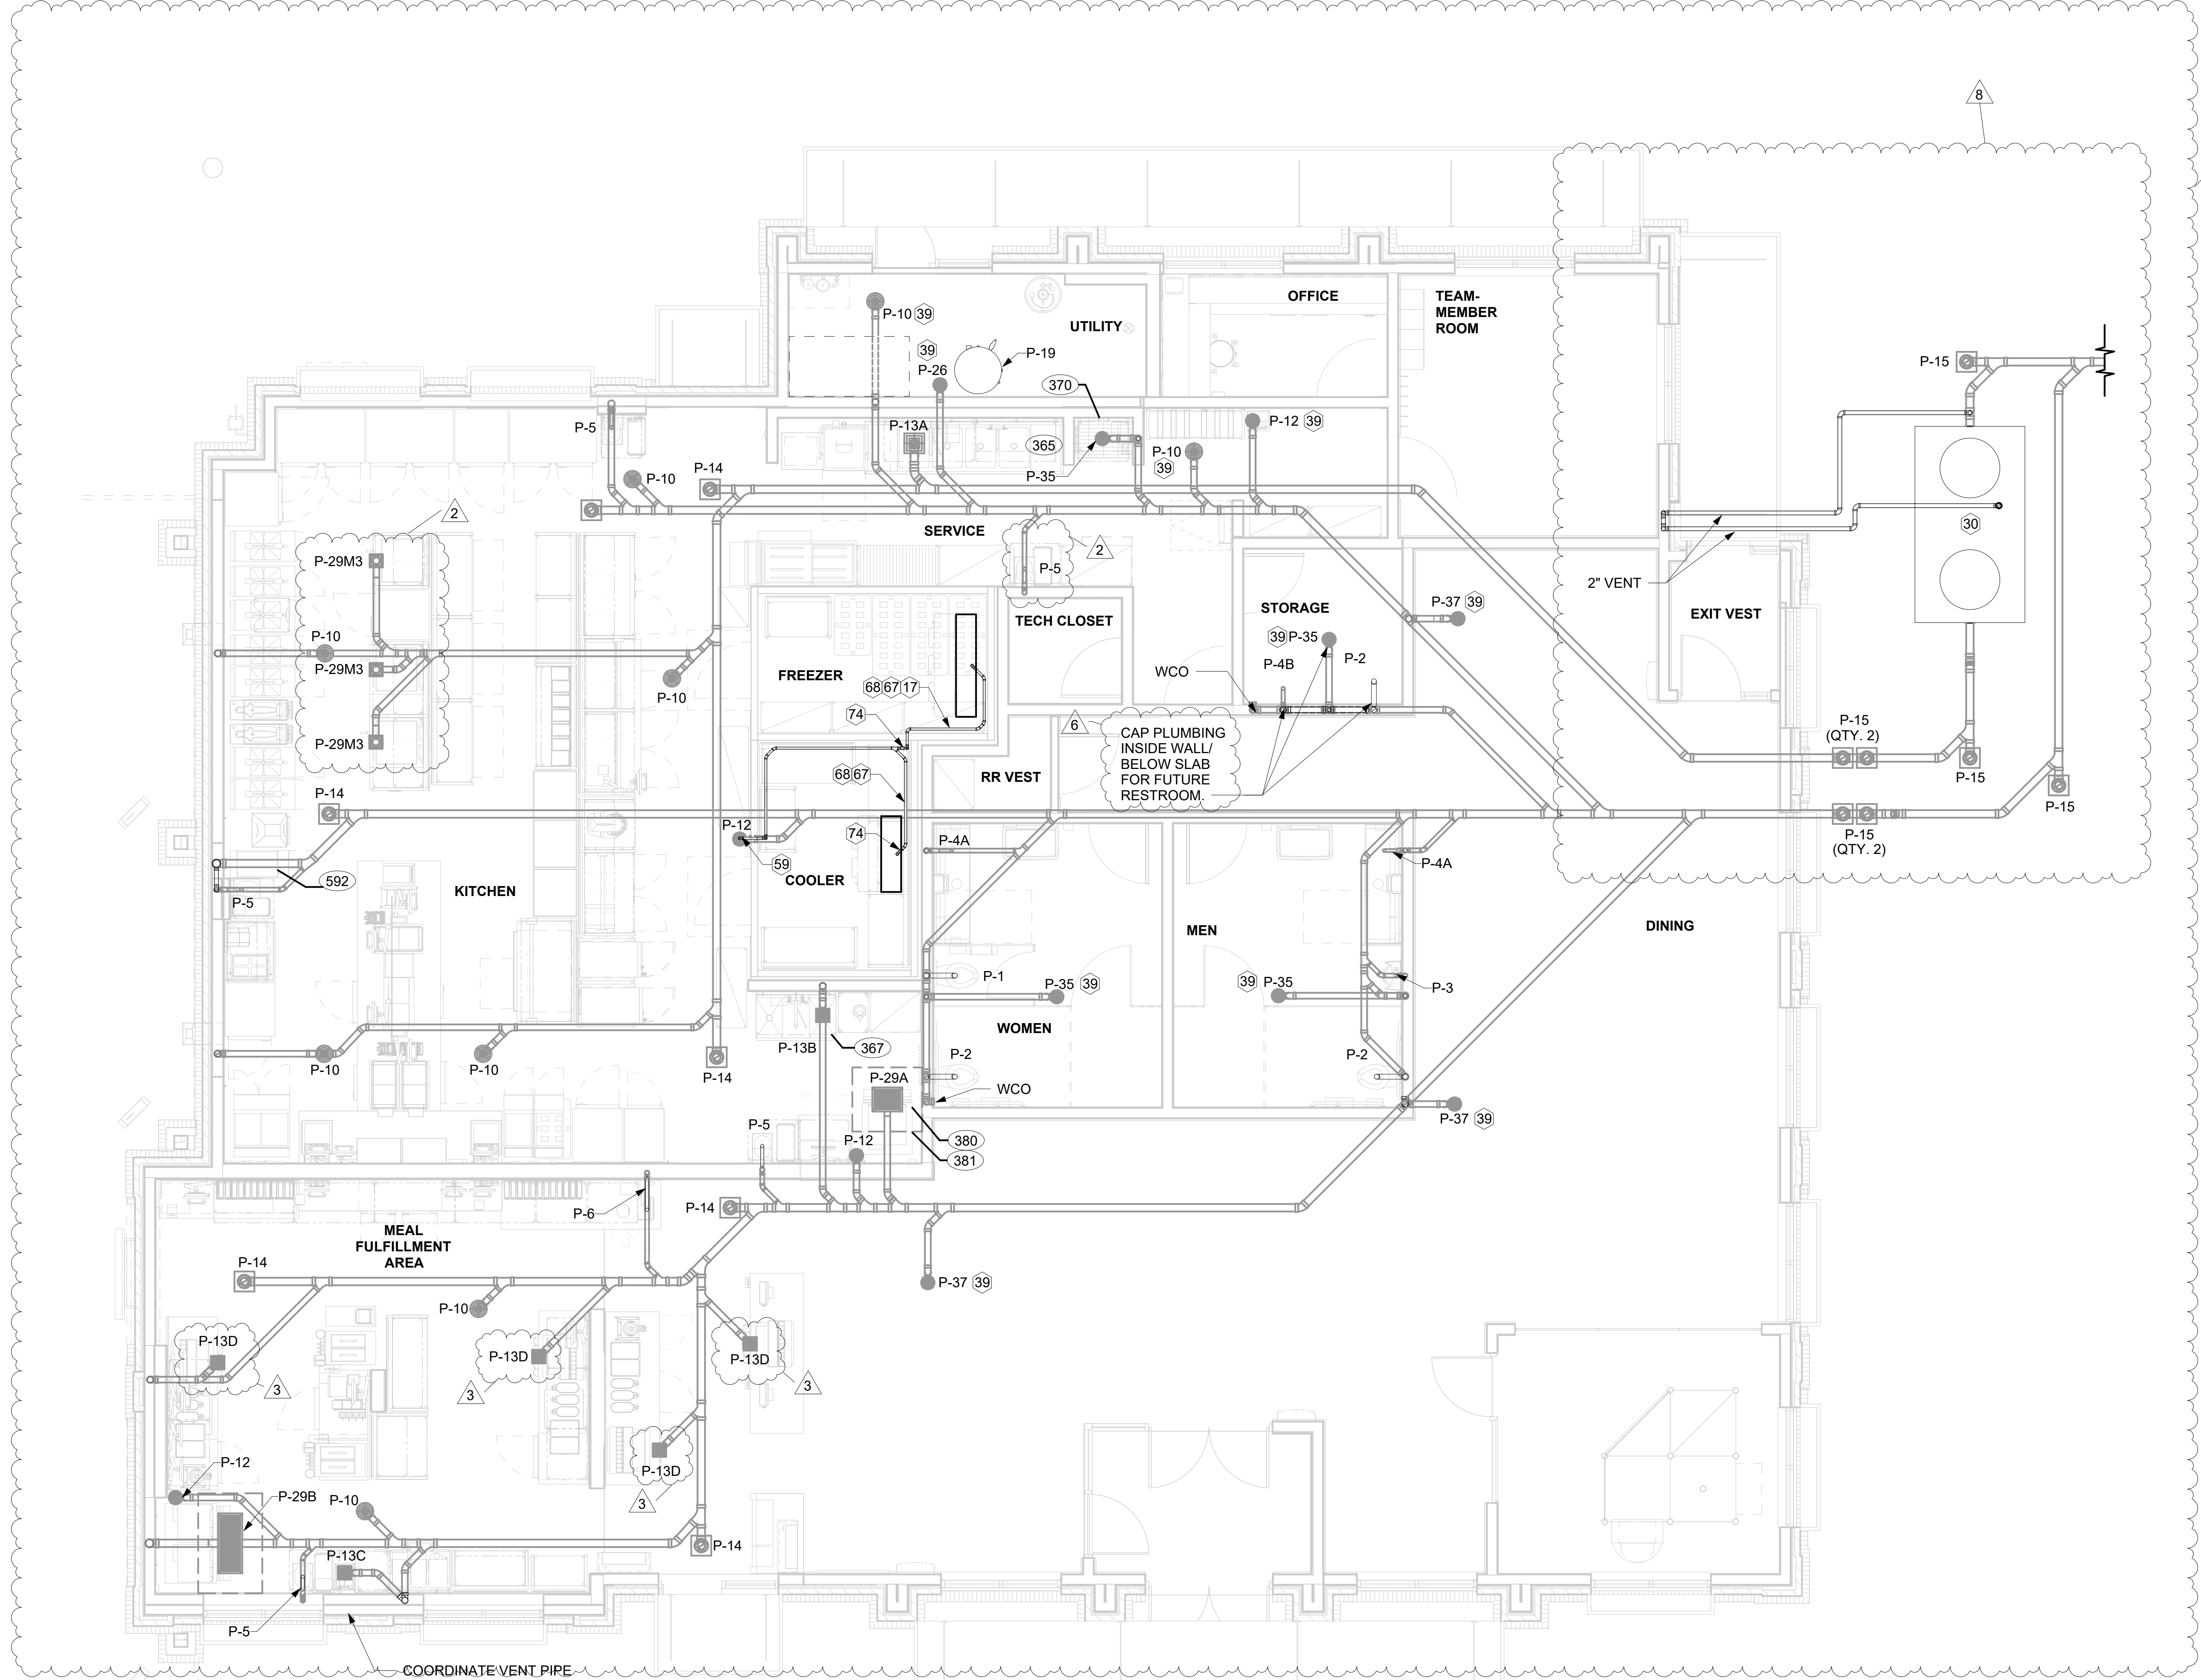 8
OFFICE
TEAM-
MEMBER
ROOM
P-10 39
UTILITY
39
P-19
P-26
370
P-15
P-5
P-13A
365
P-12 39
P-10
39
P-35
P-10
P-14
2
SERVICE
30
P-29M3
2
P-5
2" VENT
STORAGE
P-37 39
EXIT VEST
TECH CLOSET
P-10
39 P-35
P-2
P-4B
WCO
P-29M3
FREEZER
68 67 17
P-10
74
6
CAP PLUMBING
INSIDE WALL/
BELOW SLAB
FOR FUTURE
RESTROOM.
P-15
(QTY. 2)
P-29M3
68 67
RR VEST
P-15
P-15
P-14
P-12
74
P-4A
P-15
(QTY. 2)
59
P-4A
592
COOLER
KITCHEN
P-5
MEN
DINING
P-1
P-35 39
39 P-35
P-3
WOMEN
P-13B
367
P-2
P-2
P-10
P-10
P-14
P-29A
WCO
P-37 39
P-5
P-12
380
381
P-6
P-14
MEAL
FULFILLMENT
AREA
P-14
P-37 39
P-10
P-13D
P-13D
P-13D
3
3
3
P-12
P-13D
P-29B
P-10
3
P-14
P-13C
P-5
COORDINATE VENT PIPE